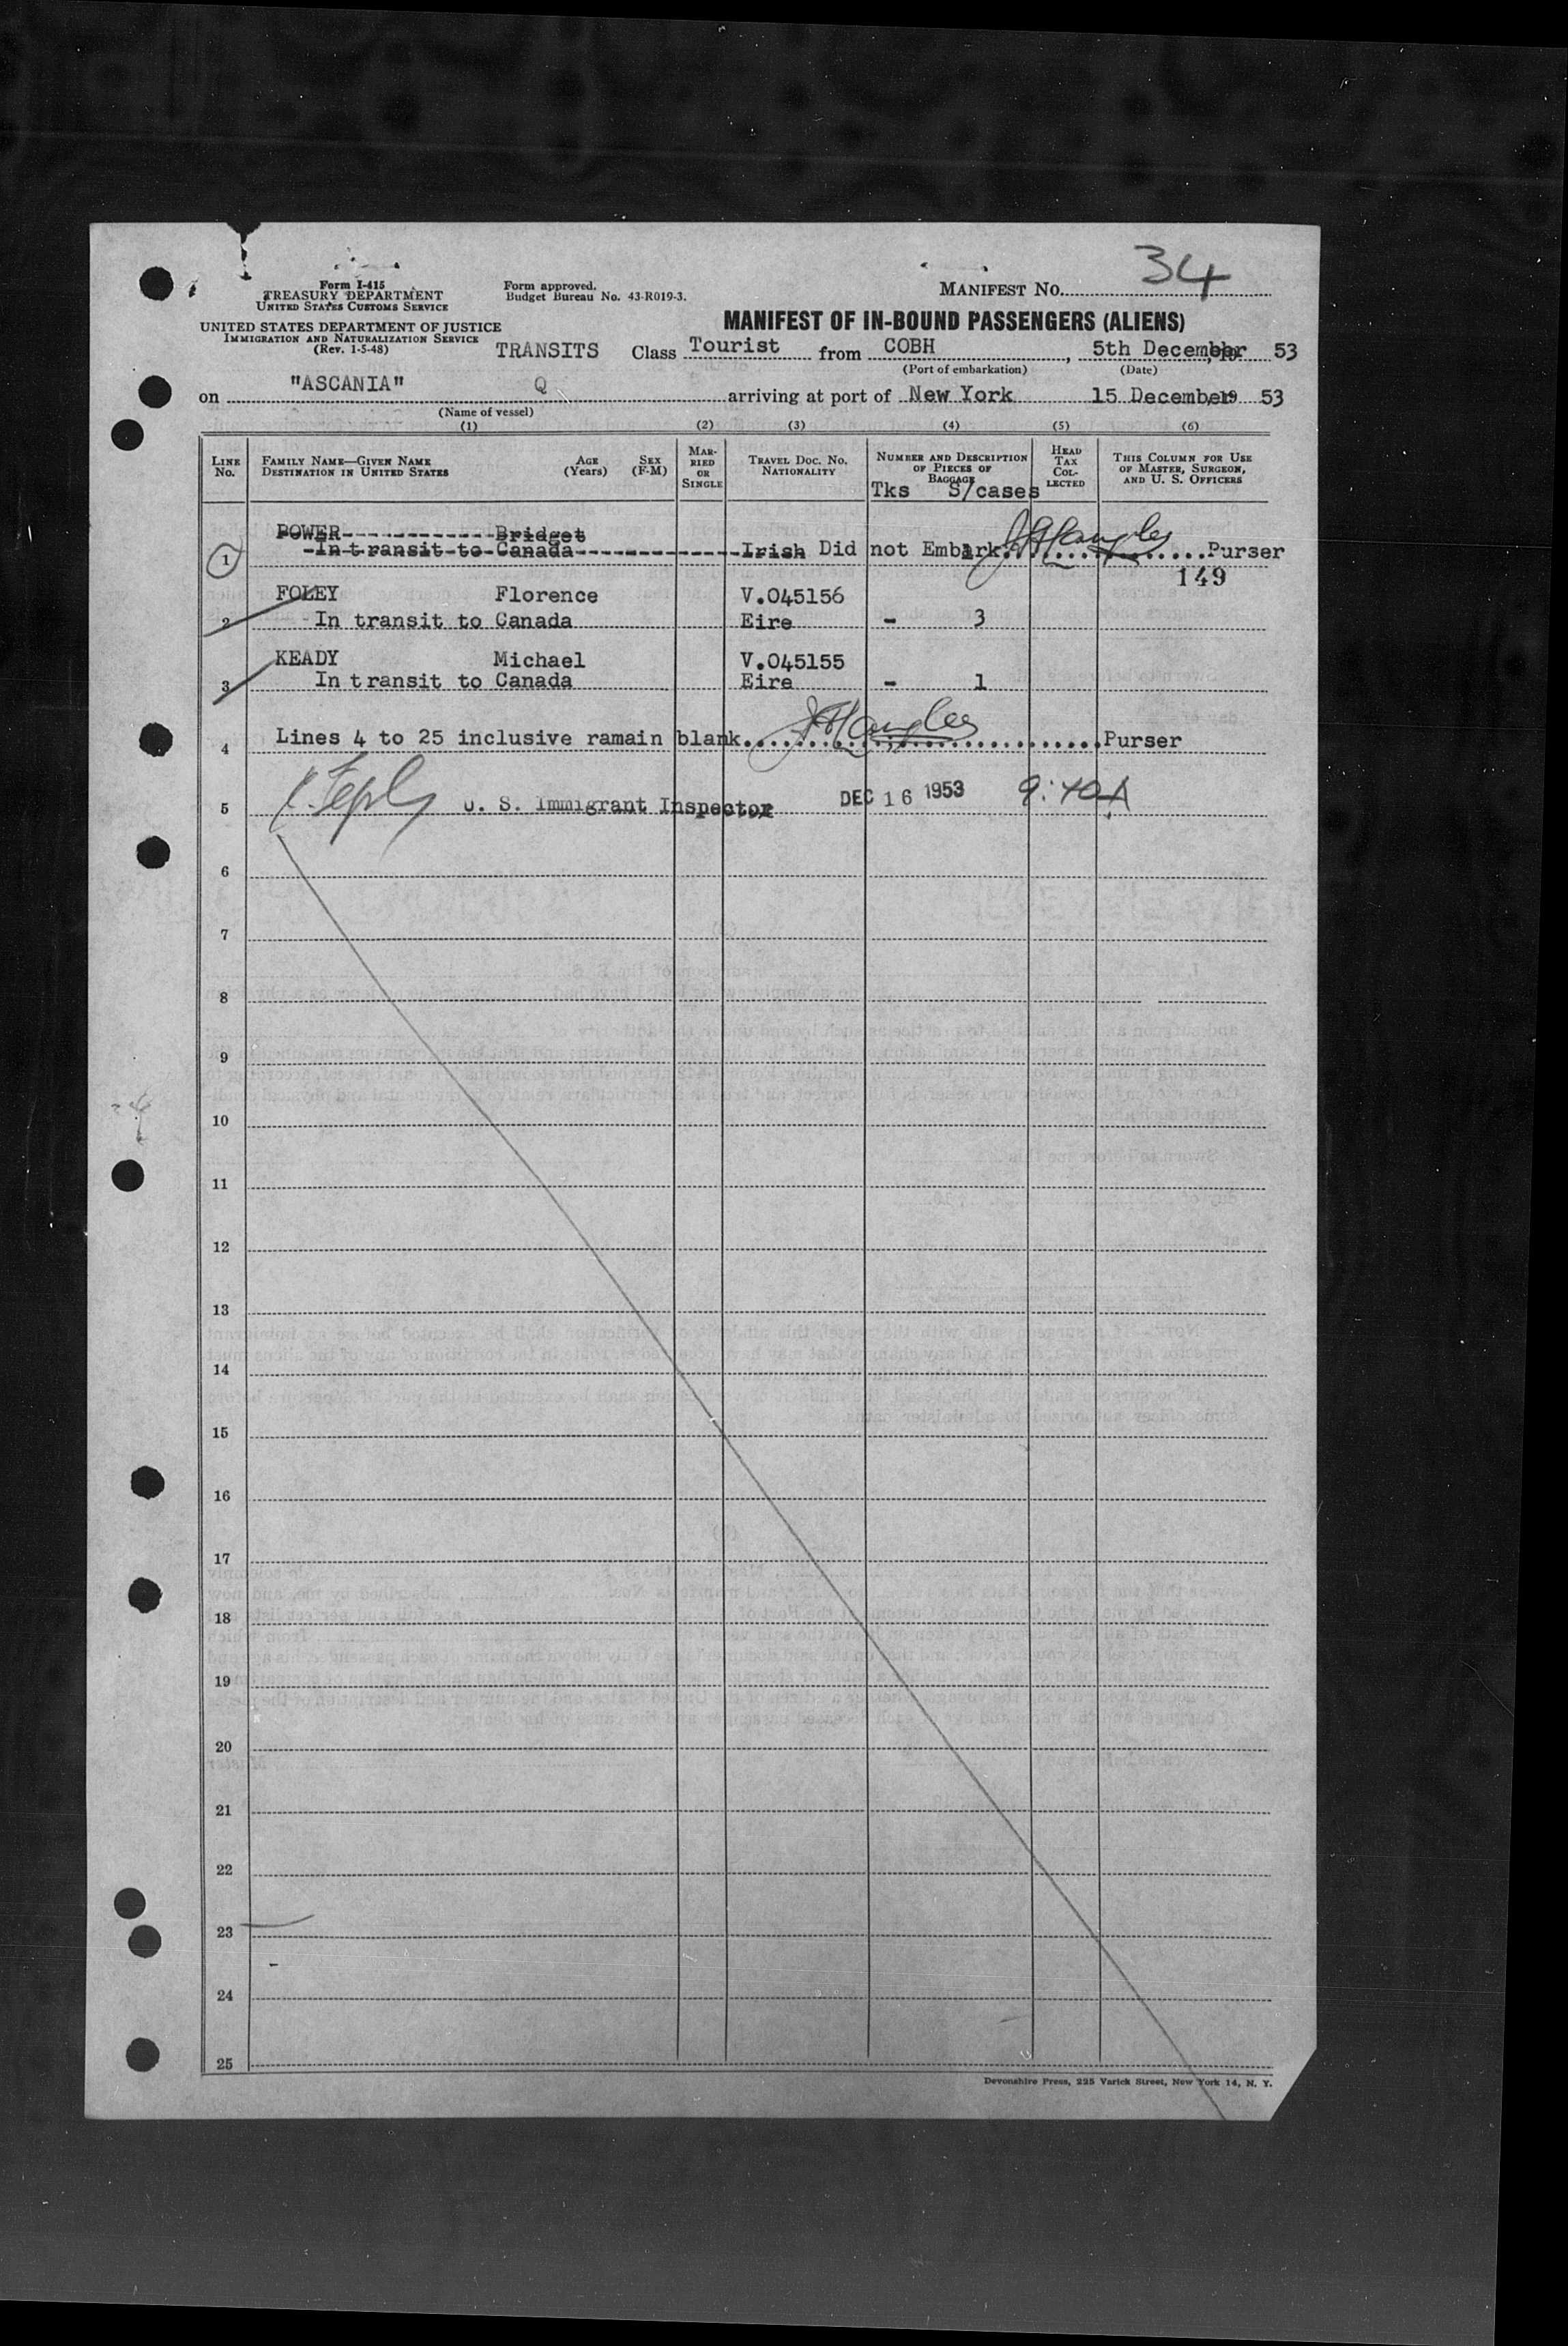 34
Form I-415
TREASURY DEPARTMENT
UNITED STATES CUSTOMS SERVICE
Form approved.
Budget Bureau No. 43-R019-3.
MANIFEST NO.
UNITED STATES DEPARTMENT OF JUSTICE
IMMIGRATION AND NATURALIZATION SERVICE
(Rev. 1-5-48)
MANIFEST OF IN-BOUND PASSENGERS (ALIENS)
TRANSITS Class Tourist from COBH, 5th December 53
(Port of embarkation) (Date)
on "ASCANIA" Q arriving at port of New York 15 December 19 53
(Name of vessel)
(1) (2) (3) (4) (5) (6)
LINE NO. FAMILY NAME—GIVEN NAME DESTINATION IN UNITED STATES AGE (Years) SEX (F-M) MARRIED OR SINGLE TRAVEL DOC. NO. NATIONALITY NUMBER AND DESCRIPTION OF PIECES OF BAGGAGE HEAD TAX COLLECTED THIS COLUMN FOR USE OF MASTER, SURGEON, AND U. S. OFFICERS
Tks S/cases
POWER Bridget
1 In transit to Canada Irish Did not Embark Purser
149
FOLEY Florence V.045156
2 In transit to Canada Eire - 3
KEADY Michael V.045155
3 In transit to Canada Eire - 1
4 Lines 4 to 25 inclusive ramain blank Purser
5 U. S. Immigrant Inspector DEC 16 1953 9:40A
6
7
8
9
10
11
12
13
14
15
16
17
18
19
20
21
22
23
24
25
Devonshire Press, 225 Varick Street, New York 14, N. Y.